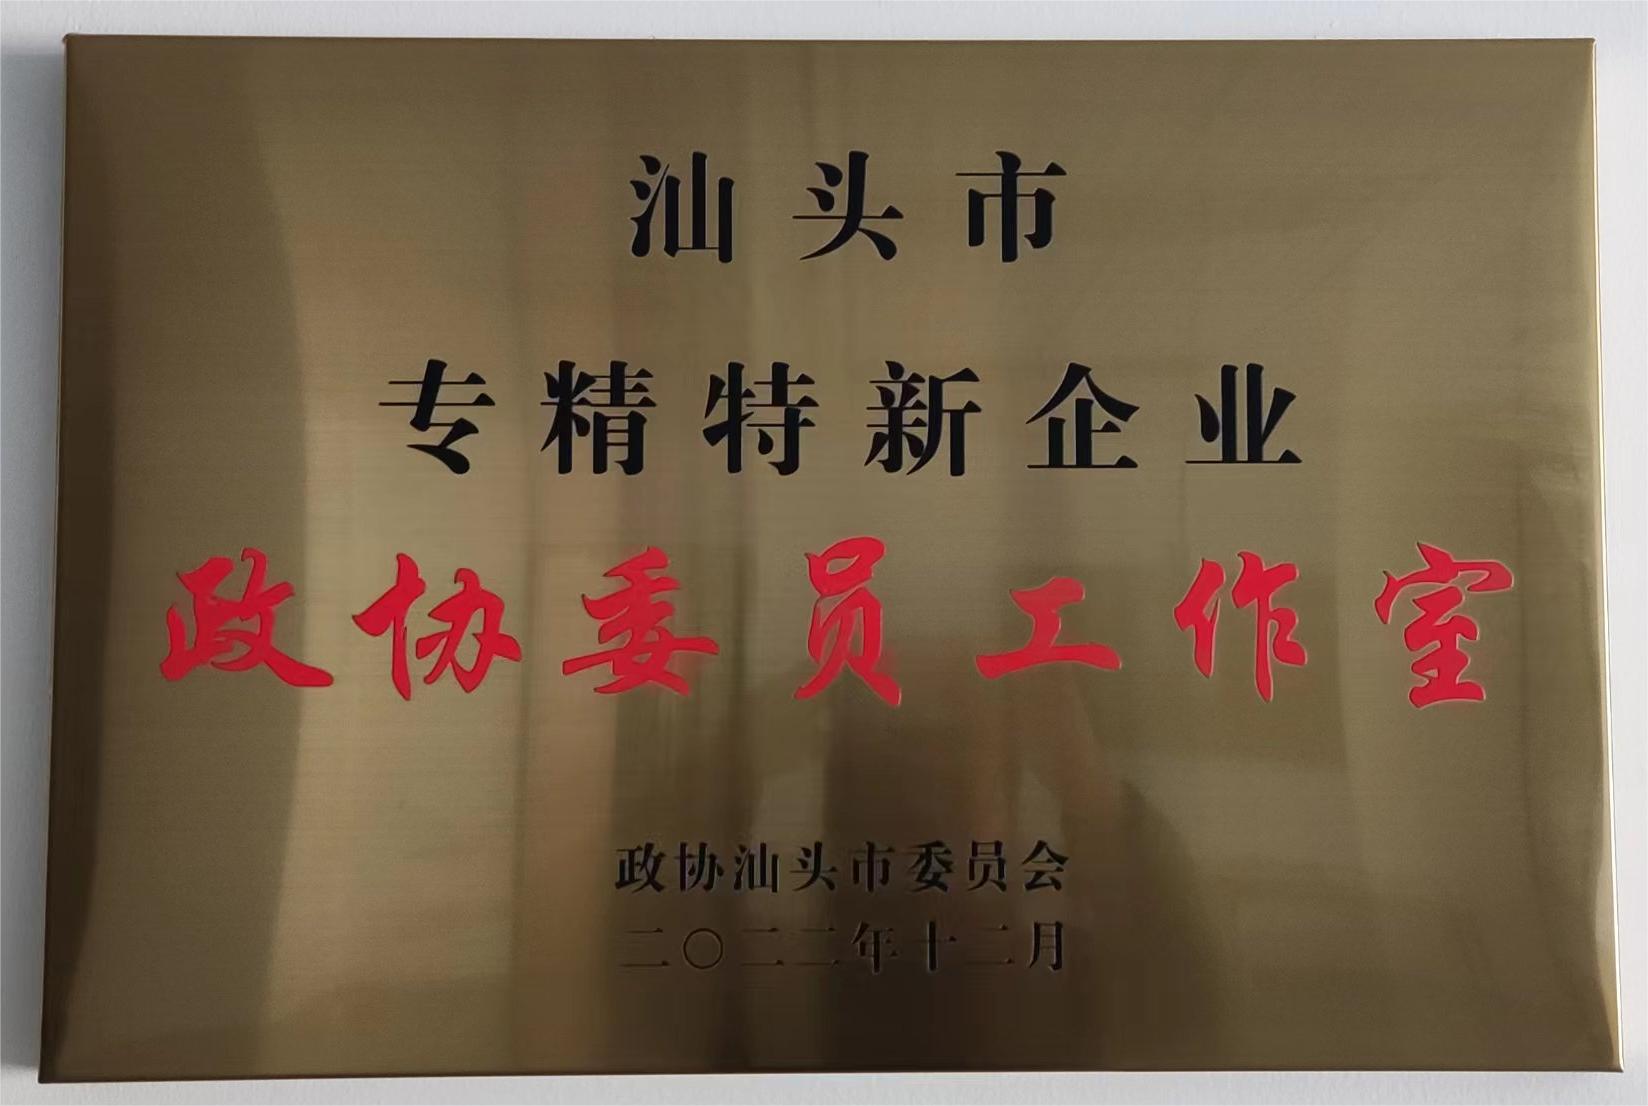 汕头市
专精特新企业
政协委员工作室
政协汕头市委员会
二〇二二年十二月